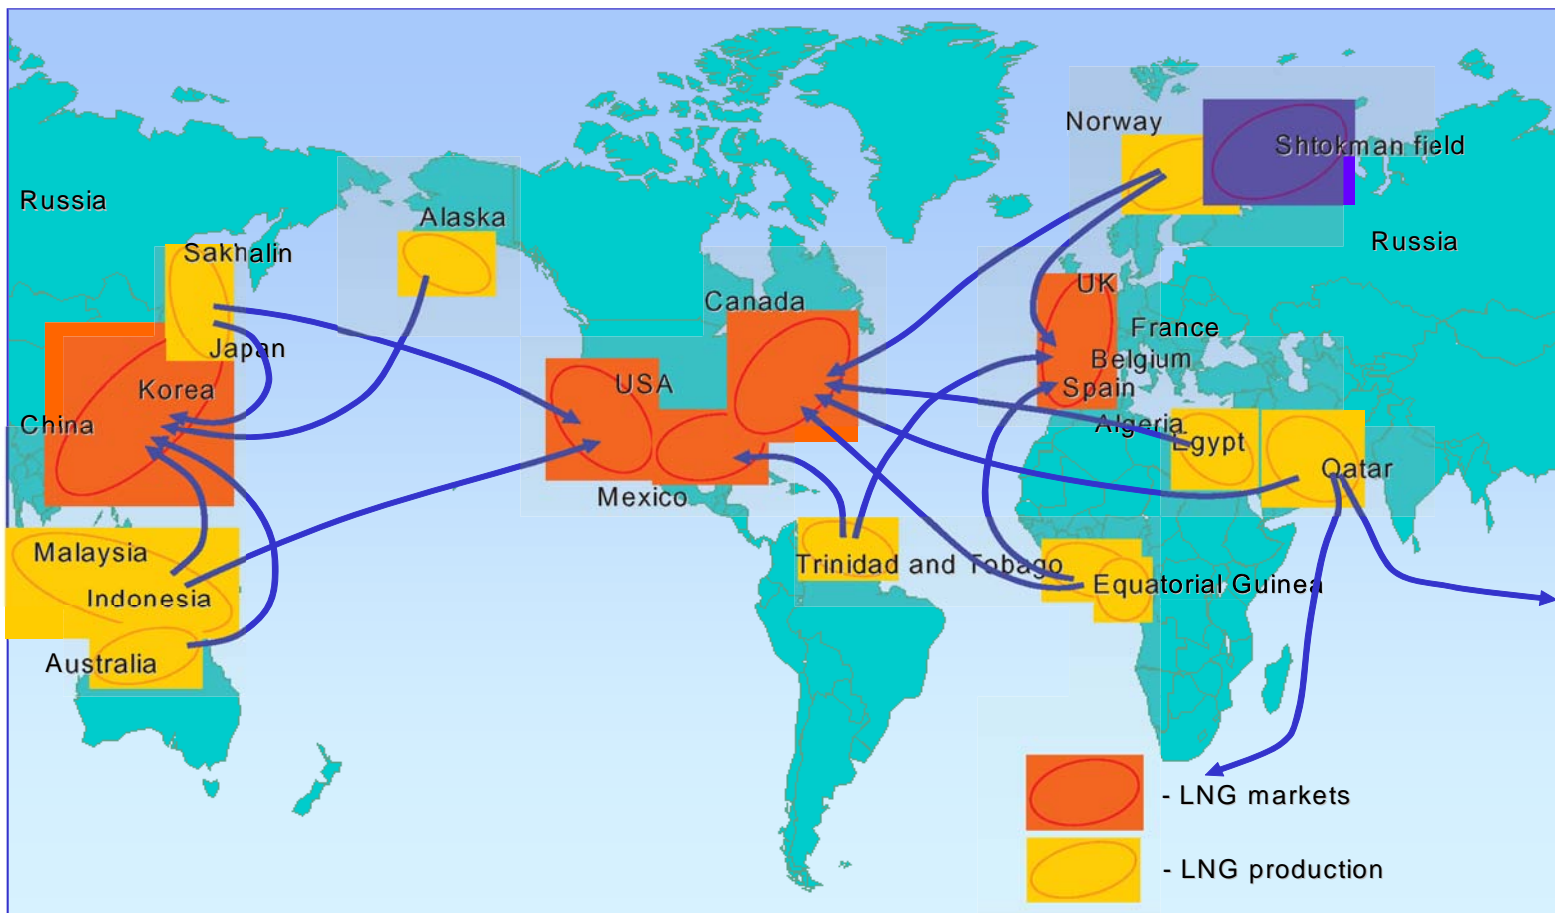 Norway
Shtokman field
Russia
Alaska
Russia
Sakhalin
UK
Canada
France
Japan
Belgium
Korea
USA
Spain
China
Algeria
Egypt
Qatar
Mexico
Malaysia
Trinidad and Tobago
Equatorial Guinea
Indonesia
Australia
- LNG markets
- LNG production